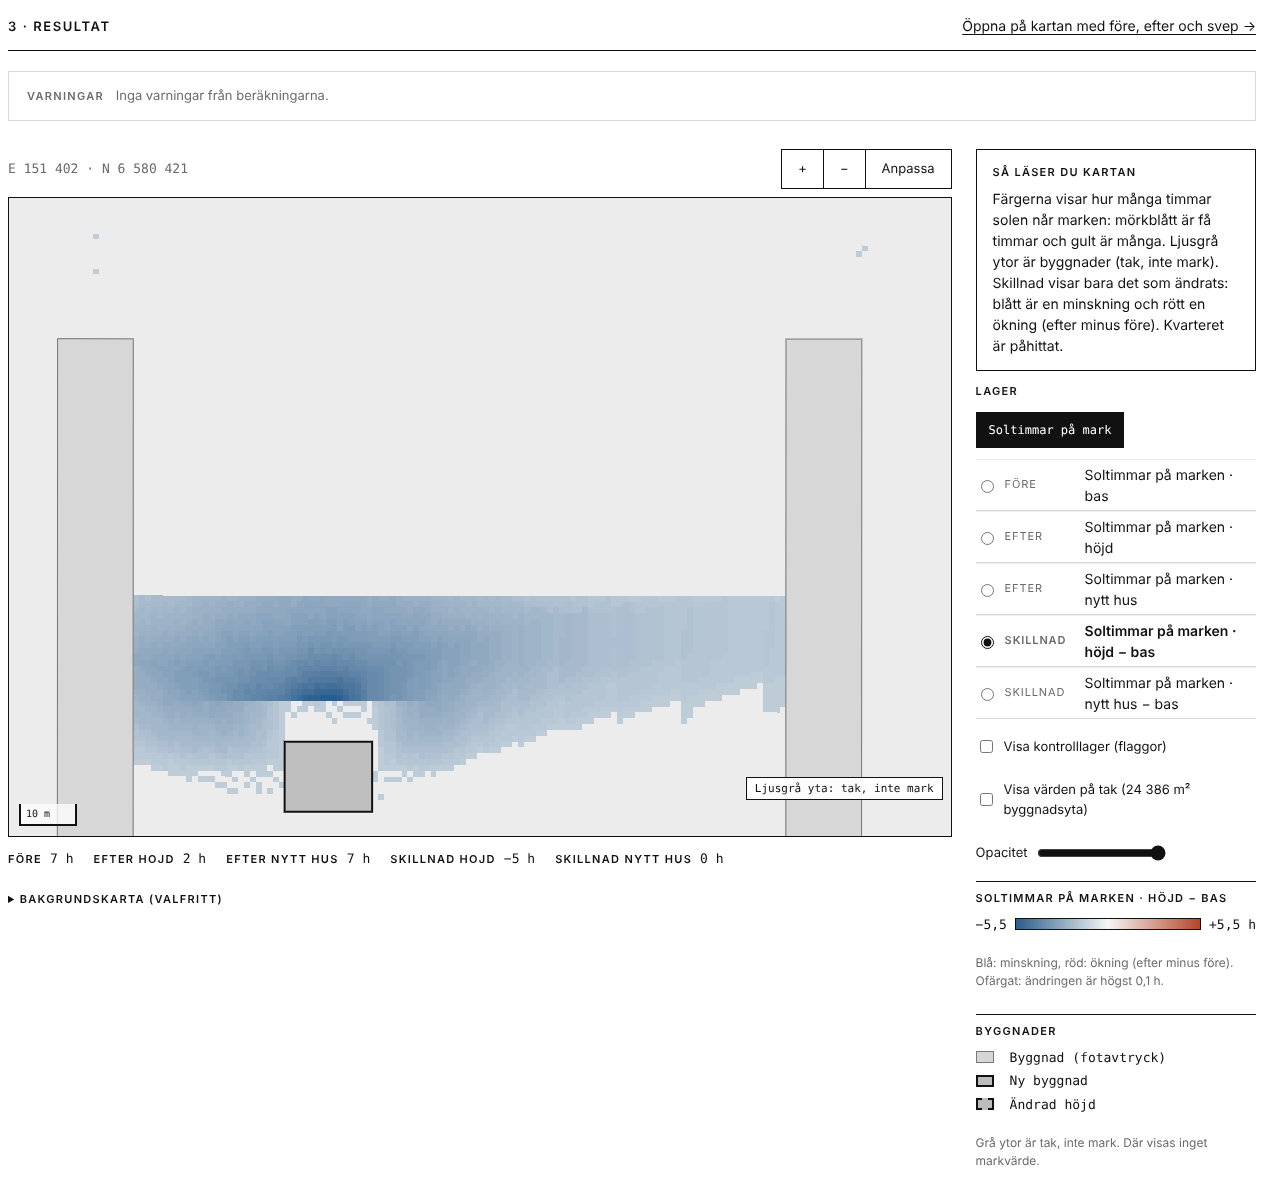 3 · RESULTAT
Öppna på kartan med före, efter och svep →
VARNINGAR Inga varningar från beräkningarna.
E 151 402 · N 6 580 421
+ − Anpassa
Ljusgrå yta: tak, inte mark
10 m
FÖRE 7 h EFTER HÖJD 2 h EFTER NYTT HUS 7 h SKILLNAD HÖJD −5 h SKILLNAD NYTT HUS 0 h
▸ BAKGRUNDSKARTA (VALFRITT)
SÅ LÄSER DU KARTAN
Färgerna visar hur många timmar
solen når marken: mörkblått är få
timmar och gult är många. Ljusgrå
ytor är byggnader (tak, inte mark).
Skillnad visar bara det som ändrats:
blått är en minskning och rött en
ökning (efter minus före). Kvarteret
är påhittat.
LAGER
Soltimmar på mark
FÖRE Soltimmar på marken ·
bas
EFTER Soltimmar på marken ·
höjd
EFTER Soltimmar på marken ·
nytt hus
SKILLNAD Soltimmar på marken ·
höjd − bas
SKILLNAD Soltimmar på marken ·
nytt hus − bas
Visa kontrolllager (flaggor)
Visa värden på tak (24 386 m²
byggnadsyta)
Opacitet
SOLTIMMAR PÅ MARKEN · HÖJD − BAS
−5,5 +5,5 h
Blå: minskning, röd: ökning (efter minus före).
Ofärgat: ändringen är högst 0,1 h.
BYGGNADER
Byggnad (fotavtryck)
Ny byggnad
Ändrad höjd
Grå ytor är tak, inte mark. Där visas inget
markvärde.